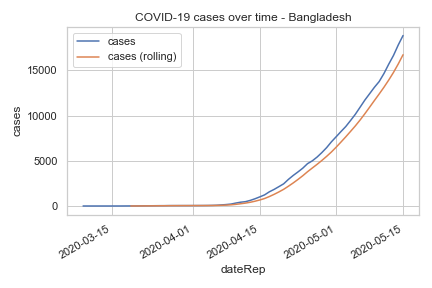 COVID-19 cases over time - Bangladesh
cases
cases (rolling)
15000
10000
5000
0
cases
2020-03-15
2020-04-01
2020-04-15
2020-05-01
2020-05-15
dateRep